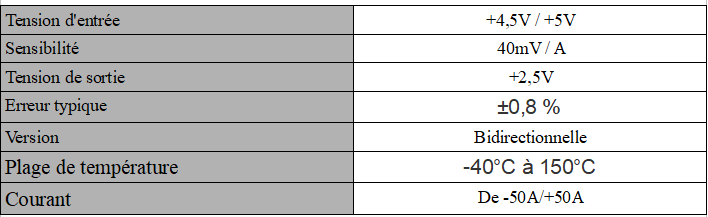 Tension d'entrée +4,5V / +5V
Sensibilité 40mV / A
Tension de sortie +2,5V
Erreur typique ±0,8 %
Version Bidirectionnelle
Plage de température -40°C à 150°C
Courant De -50A/+50A